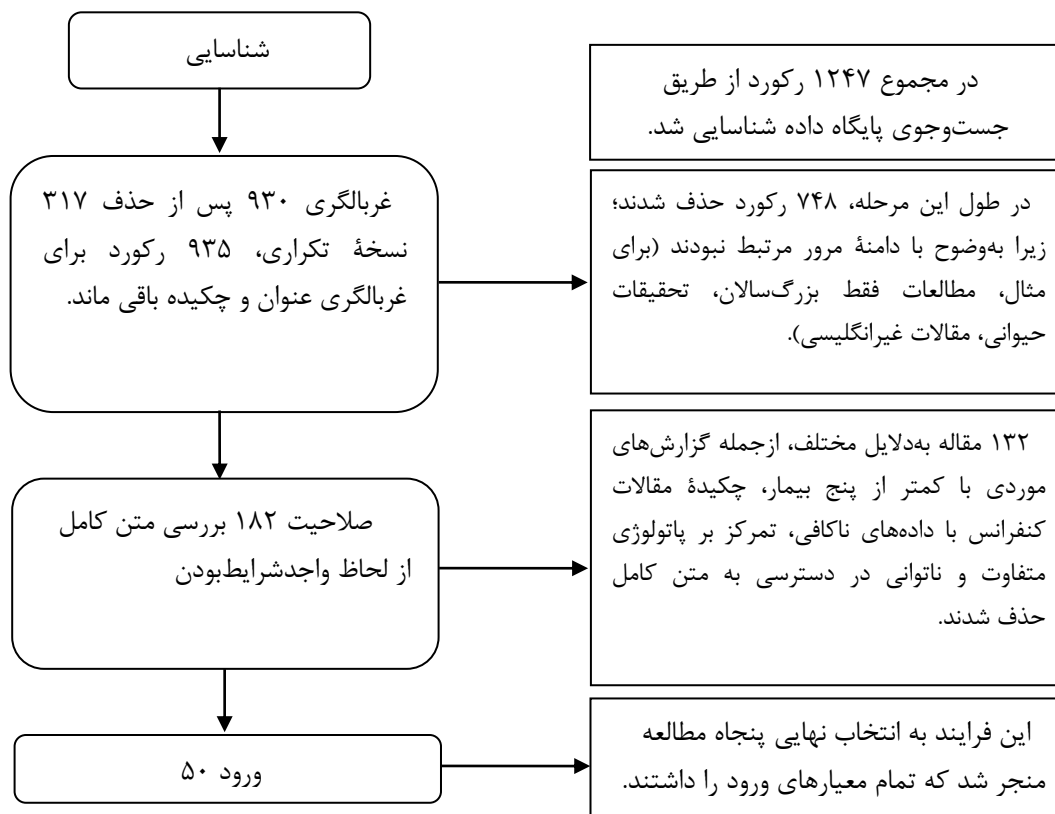 شناسایی
در مجموع ۱۲۴۷ رکورد از طریق
جست‌وجوی پایگاه داده شناسایی شد.
غربالگری ۹۳۰ پس از حذف ۳۱۷
نسخهٔ تکراری، ۹۳۵ رکورد برای
غربالگری عنوان و چکیده باقی ماند.
در طول این مرحله، ۷۴۸ رکورد حذف شدند؛
زیرا به‌وضوح با دامنهٔ مرور مرتبط نبودند (برای
مثال، مطالعات فقط بزرگ‌سالان، تحقیقات
حیوانی، مقالات غیرانگلیسی).
صلاحیت ۱۸۲ بررسی متن کامل
از لحاظ واجدشرایط‌بودن
۱۳۲ مقاله به‌دلایل مختلف، ازجمله گزارش‌های
موردی با کمتر از پنج بیمار، چکیدهٔ مقالات
کنفرانس با داده‌های ناکافی، تمرکز بر پاتولوژی
متفاوت و ناتوانی در دسترسی به متن کامل
حذف شدند.
ورود ۵۰
این فرایند به انتخاب نهایی پنجاه مطالعه
منجر شد که تمام معیارهای ورود را داشتند.